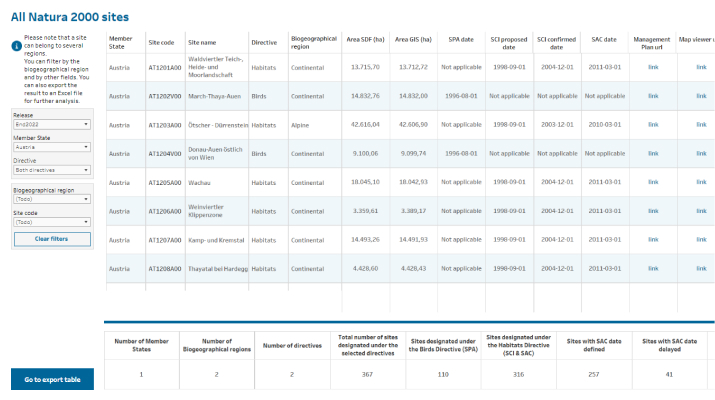 All Natura 2000 sites
Please note that a site
can belong to several
regions.
You can filter by the
biogeographical region
and by other fields. You
can also export the
result to an Excel file
for further analysis.
Release
End2022
Member State
Austria
Directive
Both directives
Biogeographical region
(Todo)
Site code
(Todo)
Clear filters
Go to export table
Member State Site code Site name Directive Biogeographical region Area SDF (ha) Area GIS (ha) SPA date SCI proposed date SCI confirmed date SAC date Management Plan url Map viewer u
Austria AT1201A00 Waldviertler Teich-, Heide- und Moorlandschaft Habitats Continental 13.715,70 13.712,72 Not applicable 1998-09-01 2004-12-01 2011-03-01 link link
Austria AT1202V00 March-Thaya-Auen Birds Continental 14.832,76 14.832,00 1996-08-01 Not applicable Not applicable Not applicable link link
Austria AT1203A00 Ötscher - Dürrenstein Habitats Alpine 42.616,04 42.606,90 Not applicable 1998-09-01 2003-12-01 2010-03-01 link link
Austria AT1204V00 Donau-Auen östlich von Wien Birds Continental 9.100,06 9.099,74 1996-08-01 Not applicable Not applicable Not applicable link link
Austria AT1205A00 Wachau Habitats Continental 18.045,10 18.042,93 Not applicable 1998-09-01 2004-12-01 2011-03-01 link link
Austria AT1206A00 Weinviertler Klippenzone Habitats Continental 3.359,61 3.389,17 Not applicable 1998-09-01 2004-12-01 2011-03-01 link link
Austria AT1207A00 Kamp- und Kremstal Habitats Continental 14.493,26 14.491,93 Not applicable 1998-09-01 2004-12-01 2011-03-01 link link
Austria AT1208A00 Thayatal bei Hardegg Habitats Continental 4.428,60 4.428,43 Not applicable 1998-09-01 2004-12-01 2011-03-01 link link
Number of Member States Number of Biogeographical regions Number of directives Total number of sites designated under the selected directives Sites designated under the Birds Directive (SPA) Sites designated under the Habitats Directive (SCI & SAC) Sites with SAC date defined Sites with SAC date delayed
1 2 2 367 110 316 257 41